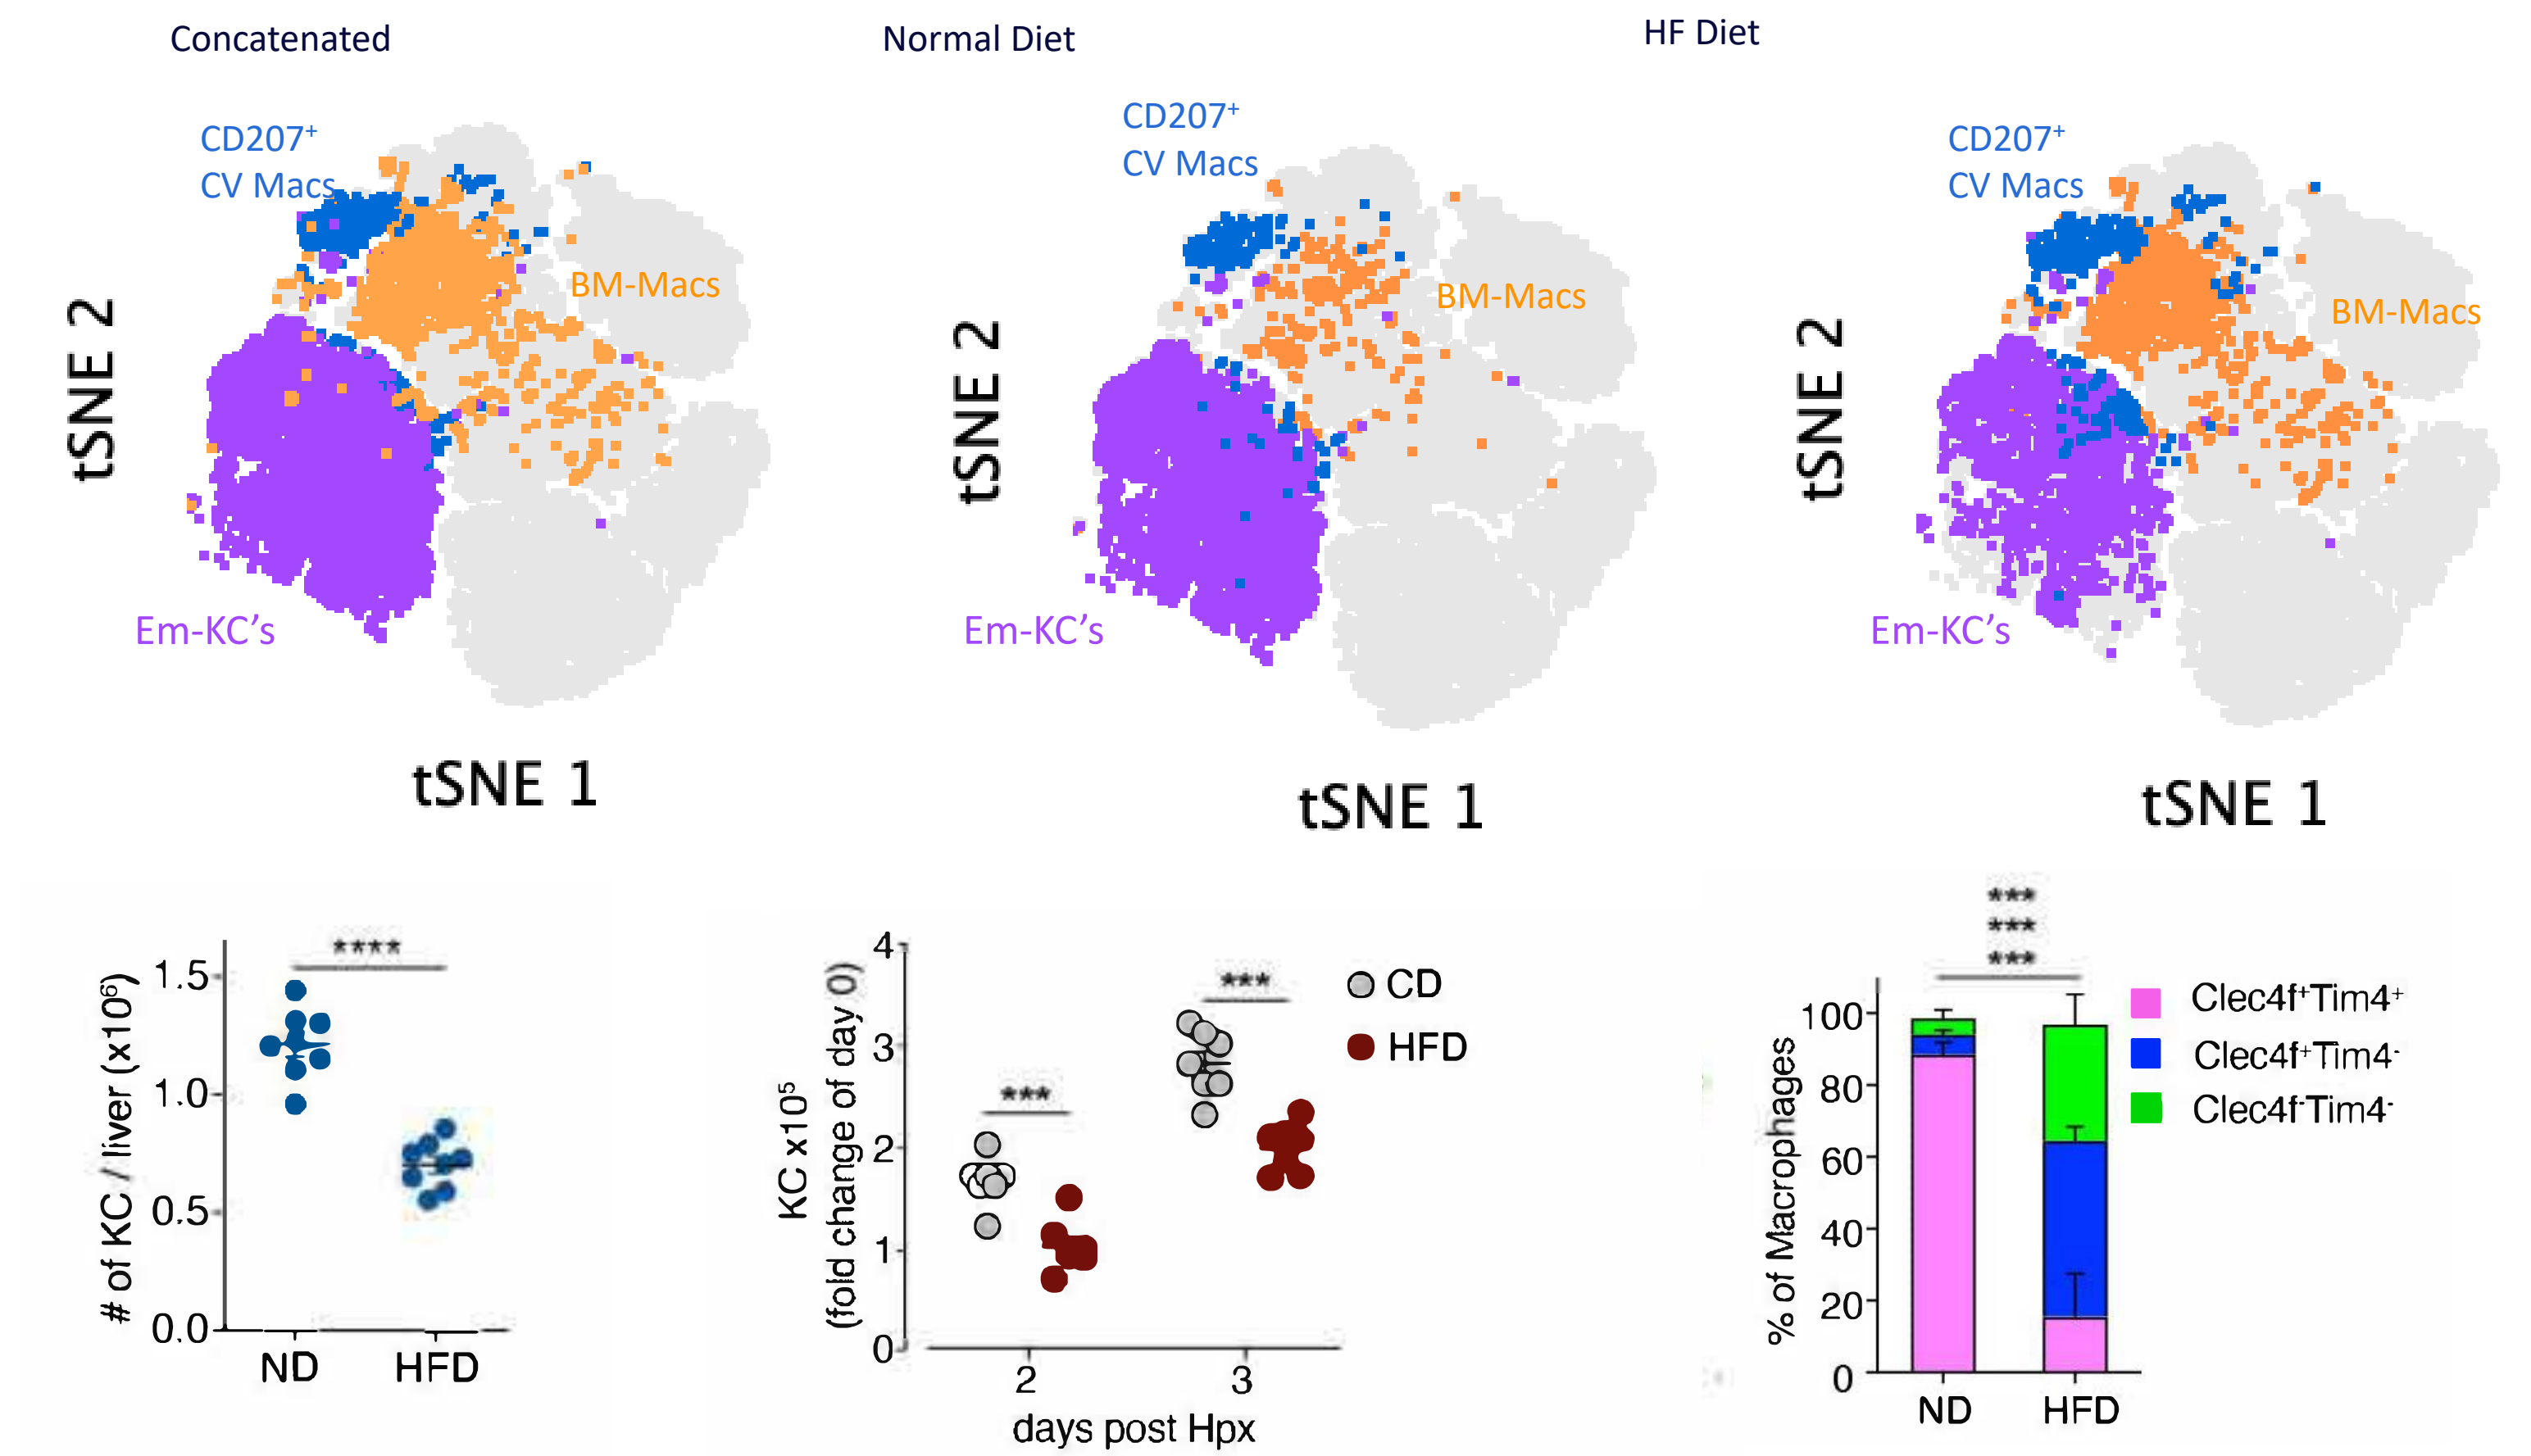 Concatenated
Normal Diet
HF Diet
CD207⁺
CV Macs
BM-Macs
Em-KC’s
tSNE 2
tSNE 1
CD207⁺
CV Macs
BM-Macs
Em-KC’s
tSNE 2
tSNE 1
CD207⁺
CV Macs
BM-Macs
Em-KC’s
tSNE 2
tSNE 1
# of KC / liver (x10⁶)
****
1.5
1.0
0.5
0.0
ND
HFD
KC x10⁵
(fold change of day 0)
4
3
2
1
0
***
***
CD
HFD
2
3
days post Hpx
% of Macrophages
***
***
***
100
80
60
40
20
0
ND
HFD
Clec4f⁺Tim4⁺
Clec4f⁺Tim4⁻
Clec4f⁻Tim4⁻